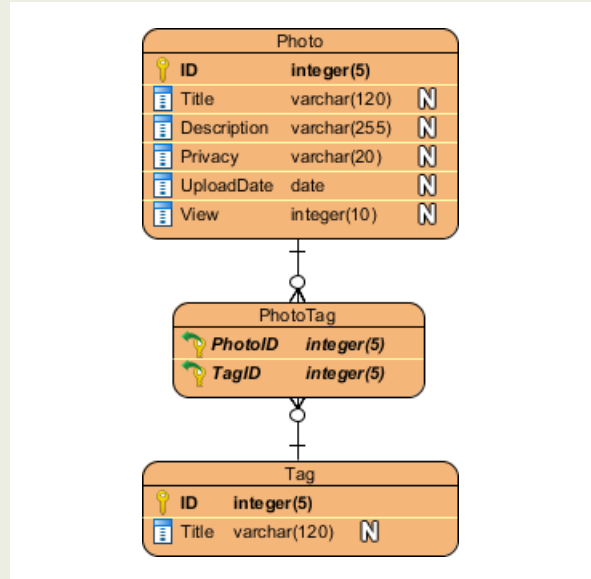 Photo
ID integer(5)
Title varchar(120) N
Description varchar(255) N
Privacy varchar(20) N
UploadDate date N
View integer(10) N
PhotoTag
PhotoID integer(5)
TagID integer(5)
Tag
ID integer(5)
Title varchar(120) N